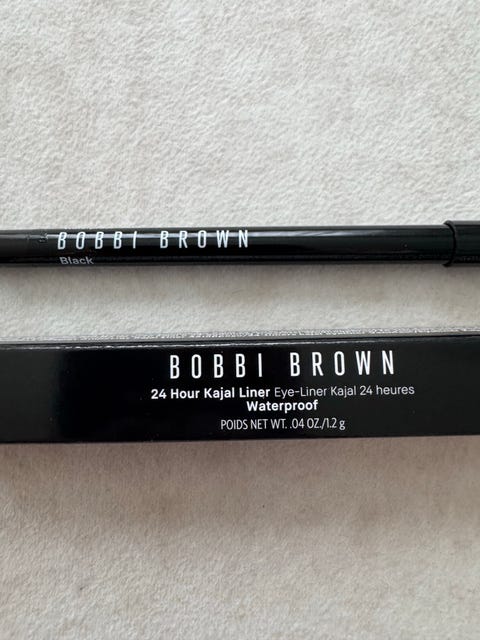 BOBBI BROWN
Black
BOBBI BROWN
24 Hour Kajal Liner Eye-Liner Kajal 24 heures
Waterproof
POIDS NET WT. .04 OZ./1.2 g